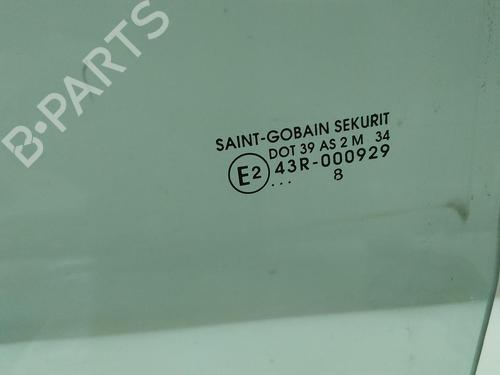 B-PARTS
SAINT-GOBAIN SEKURIT
DOT 39 AS 2 M 34
E2 43R-000929
... 8